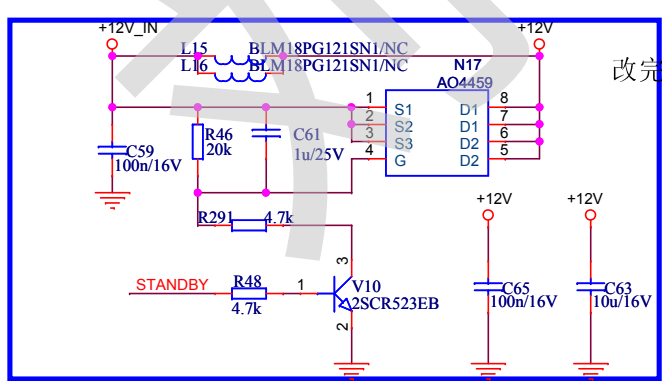 +12V_IN
+12V
L15 BLM18PG121SN1/NC
L16 BLM18PG121SN1/NC
N17
AO4459
改完
1 S1 D1 8
2 S2 D1 7
3 S3 D2 6
4 G D2 5
R46
20k
C61
1u/25V
C59
100n/16V
R291 4.7k
+12V
+12V
3
STANDBY
R48
4.7k
1
V10
2SCR523EB
2
C65
100n/16V
C63
10u/16V